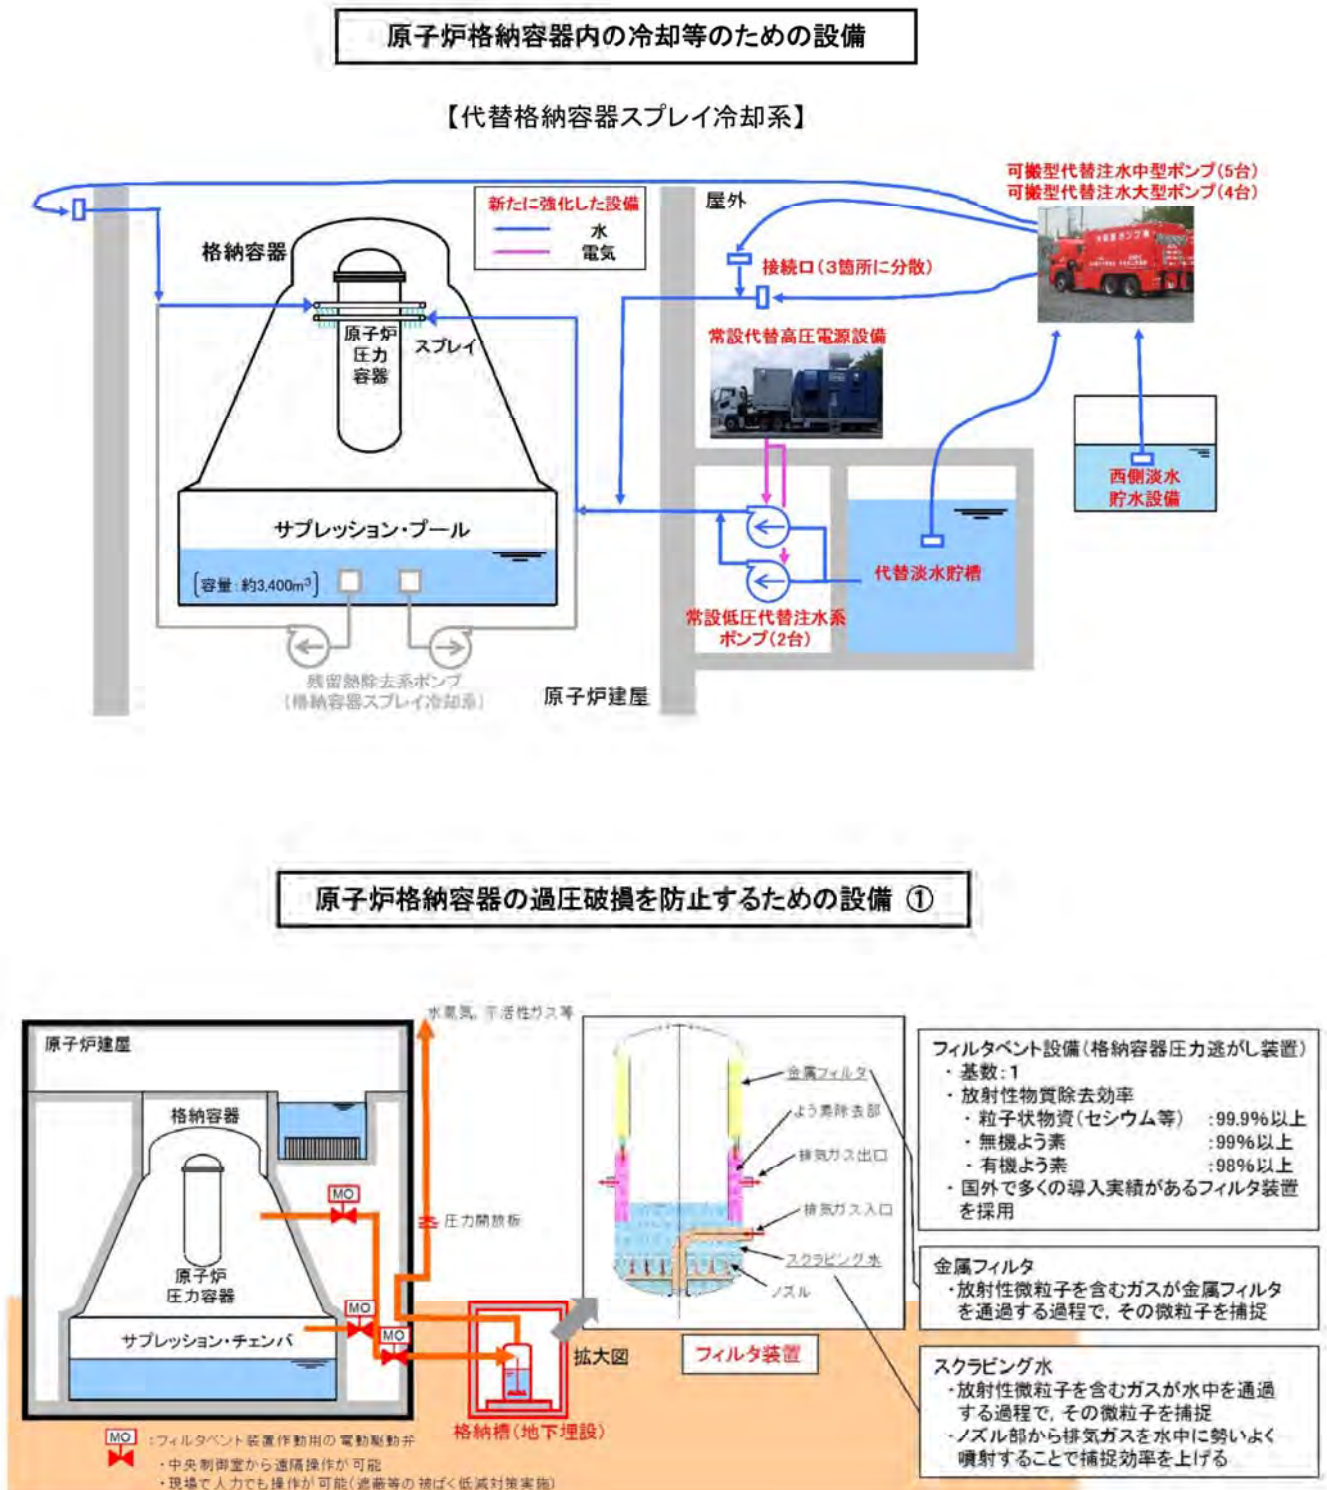 原子炉格納容器内の冷却等のための設備
【代替格納容器スプレイ冷却系】
可搬型代替注水中型ポンプ(5台)
可搬型代替注水大型ポンプ(4台)
新たに強化した設備
水
電気
屋外
格納容器
接続口(3箇所に分散)
原子炉
圧力
容器
スプレイ
常設代替高圧電源設備
西側淡水
貯水設備
サプレッション・プール
[容量:約3,400m³]
代替淡水貯槽
常設低圧代替注水系
ポンプ(2台)
残留熱除去系ポンプ
(格納容器スプレイ冷却系)
原子炉建屋
原子炉格納容器の過圧破損を防止するための設備 ①
水蒸気,不活性ガス等
原子炉建屋
格納容器
MO
圧力開放板
原子炉
圧力容器
MO
MO
サプレッション・チェンバ
格納槽(地下埋設)
拡大図
金属フィルタ
よう素除去部
排気ガス出口
排気ガス入口
スクラビング水
ノズル
フィルタ装置
フィルタベント設備(格納容器圧力逃がし装置)
・基数:1
・放射性物質除去効率
・粒子状物資(セシウム等) :99.9%以上
・無機よう素 :99%以上
・有機よう素 :98%以上
・国外で多くの導入実績があるフィルタ装置
を採用
金属フィルタ
・放射性微粒子を含むガスが金属フィルタ
を通過する過程で,その微粒子を捕捉
スクラビング水
・放射性微粒子を含むガスが水中を通過
する過程で,その微粒子を捕捉
・ノズル部から排気ガスを水中に勢いよく
噴射することで捕捉効率を上げる
MO :フィルタベント装置作動用の電動駆動弁
・中央制御室から遠隔操作が可能
・現場で人力でも操作が可能(遮蔽等の被ばく低減対策実施)